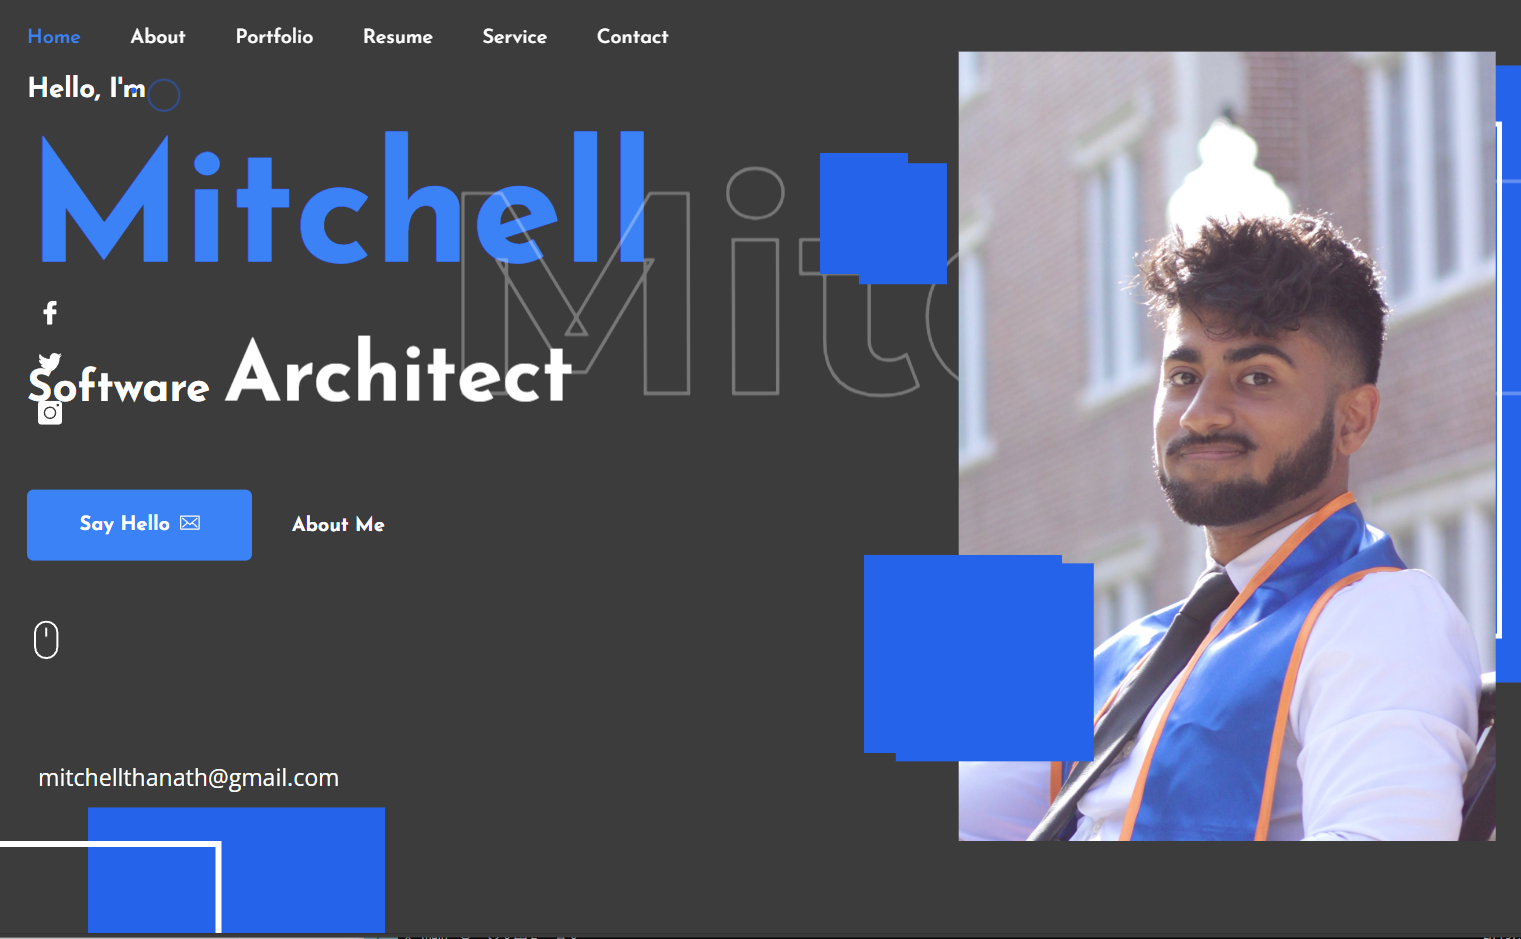 Home About Portfolio Resume Service Contact
Hello, I'm
Mitchell
Mitc
Software Architect
Say Hello About Me
mitchellthanath@gmail.com